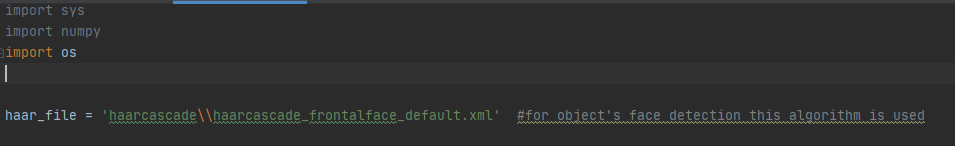 import sys
import numpy
import os
haar_file = 'haarcascade\\haarcascade_frontalface_default.xml'  #for object's face detection this algorithm is used